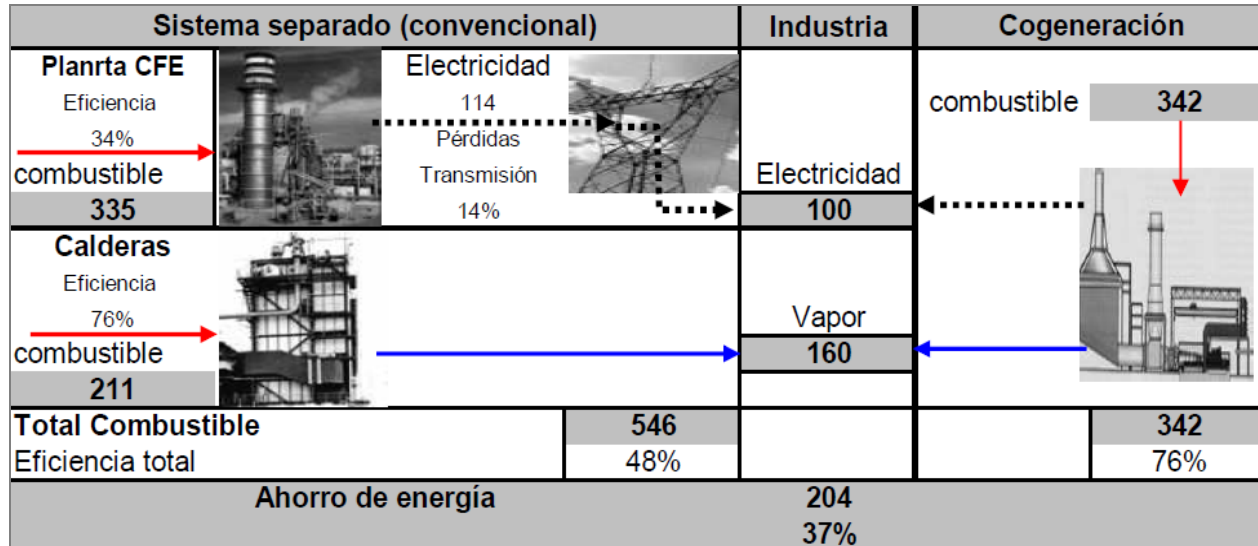 Sistema separado (convencional) Industria Cogeneración
Planrta CFE
Eficiencia
34%
combustible
335
Electricidad
114
Pérdidas
Transmisión
14%
Electricidad
100
combustible 342
Calderas
Eficiencia
76%
combustible
211
Vapor
160
Total Combustible 546 342
Eficiencia total 48% 76%
Ahorro de energía 204
37%